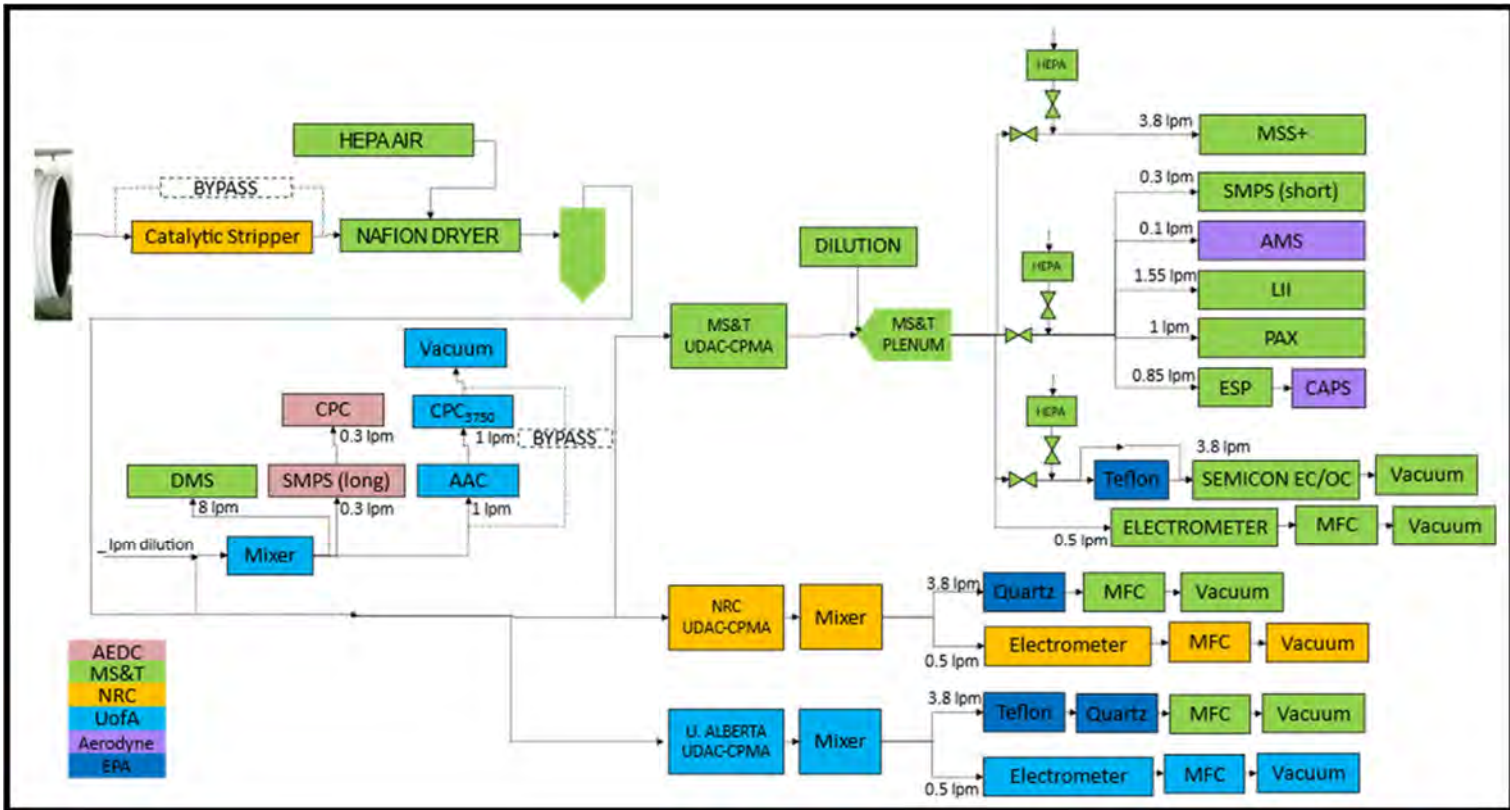 HEPA
3.8 lpm
MSS+
HEPA AIR
BYPASS
0.3 lpm
SMPS (short)
Catalytic Stripper
NAFION DRYER
0.1 lpm
AMS
DILUTION
HEPA
1.55 lpm
LII
MS&T
UDAC-CPMA
MS&T
PLENUM
1 lpm
PAX
Vacuum
0.85 lpm
ESP
CAPS
CPC
CPC3750
HEPA
0.3 lpm
1 lpm
BYPASS
3.8 lpm
DMS
SMPS (long)
AAC
Teflon
SEMICON EC/OC
Vacuum
8 lpm
0.3 lpm
1 lpm
ELECTROMETER
MFC
Vacuum
0.5 lpm
_ lpm dilution
Mixer
3.8 lpm
Quartz
MFC
Vacuum
NRC
UDAC-CPMA
Mixer
Electrometer
MFC
Vacuum
0.5 lpm
AEDC
MS&T
NRC
UofA
Aerodyne
EPA
3.8 lpm
Teflon
Quartz
MFC
Vacuum
U. ALBERTA
UDAC-CPMA
Mixer
Electrometer
MFC
Vacuum
0.5 lpm